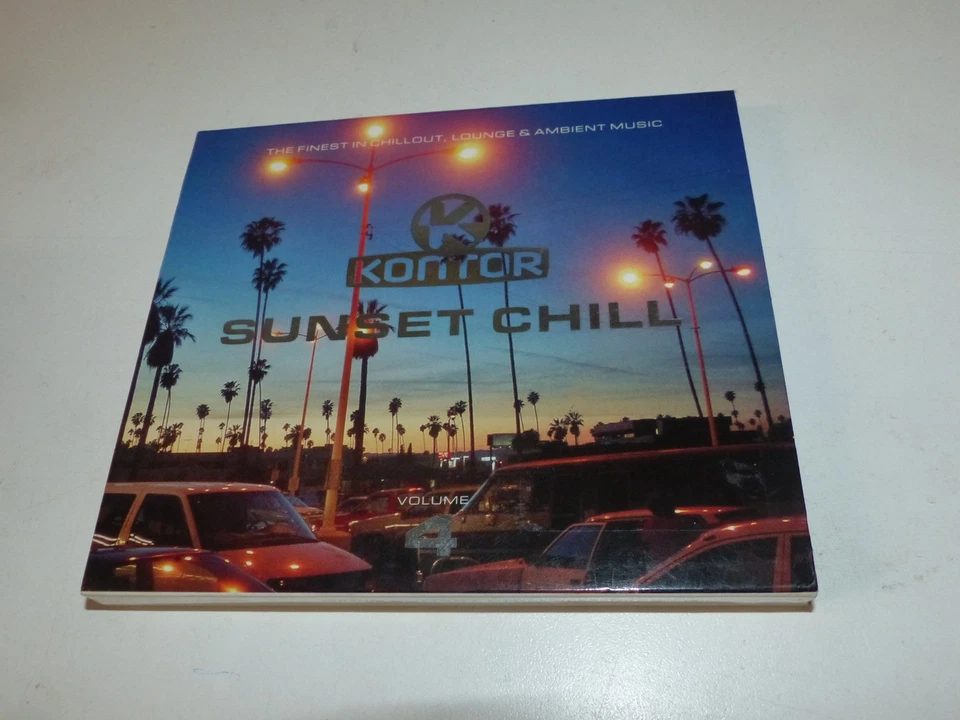 THE FINEST IN CHILLOUT, LOUNGE & AMBIENT MUSIC
K
KONTOR
SUNSET CHILL
VOLUME
4